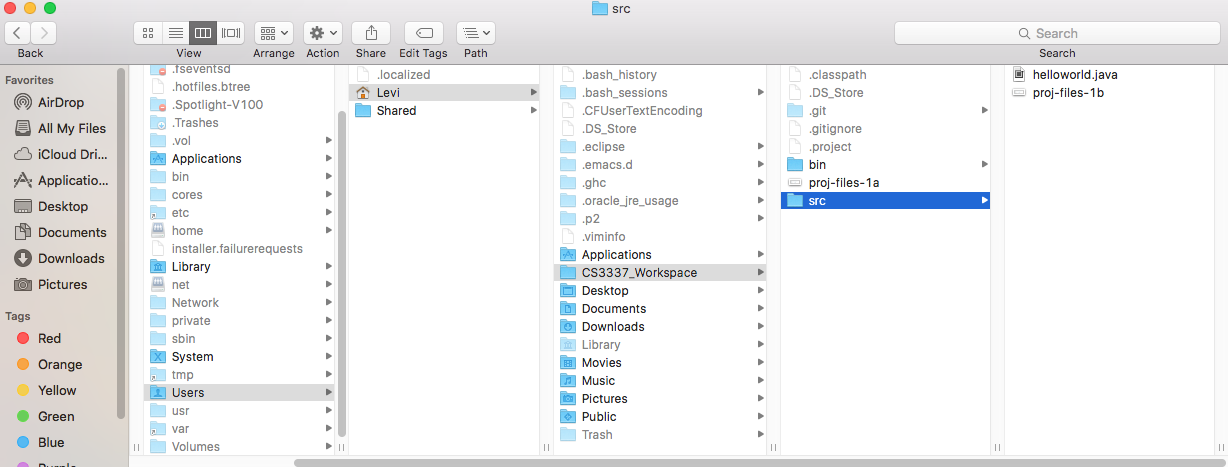 src
Search
Back
View
Arrange
Action
Share
Edit Tags
Path
Search
Favorites
AirDrop
All My Files
iCloud Dri...
Applicatio...
Desktop
Documents
Downloads
Pictures
Tags
Red
Orange
Yellow
Green
Blue
Purple
.fseventsd
.hotfiles.btree
.Spotlight-V100
.Trashes
.vol
Applications
bin
cores
etc
home
installer.failurerequests
Library
net
Network
private
sbin
System
tmp
Users
usr
var
Volumes
.localized
Levi
Shared
.bash_history
.bash_sessions
.CFUserTextEncoding
.DS_Store
.eclipse
.emacs.d
.ghc
.oracle_jre_usage
.p2
.viminfo
Applications
CS3337_Workspace
Desktop
Documents
Downloads
Library
Movies
Music
Pictures
Public
Trash
.classpath
.DS_Store
.git
.gitignore
.project
bin
proj-files-1a
src
helloworld.java
proj-files-1b